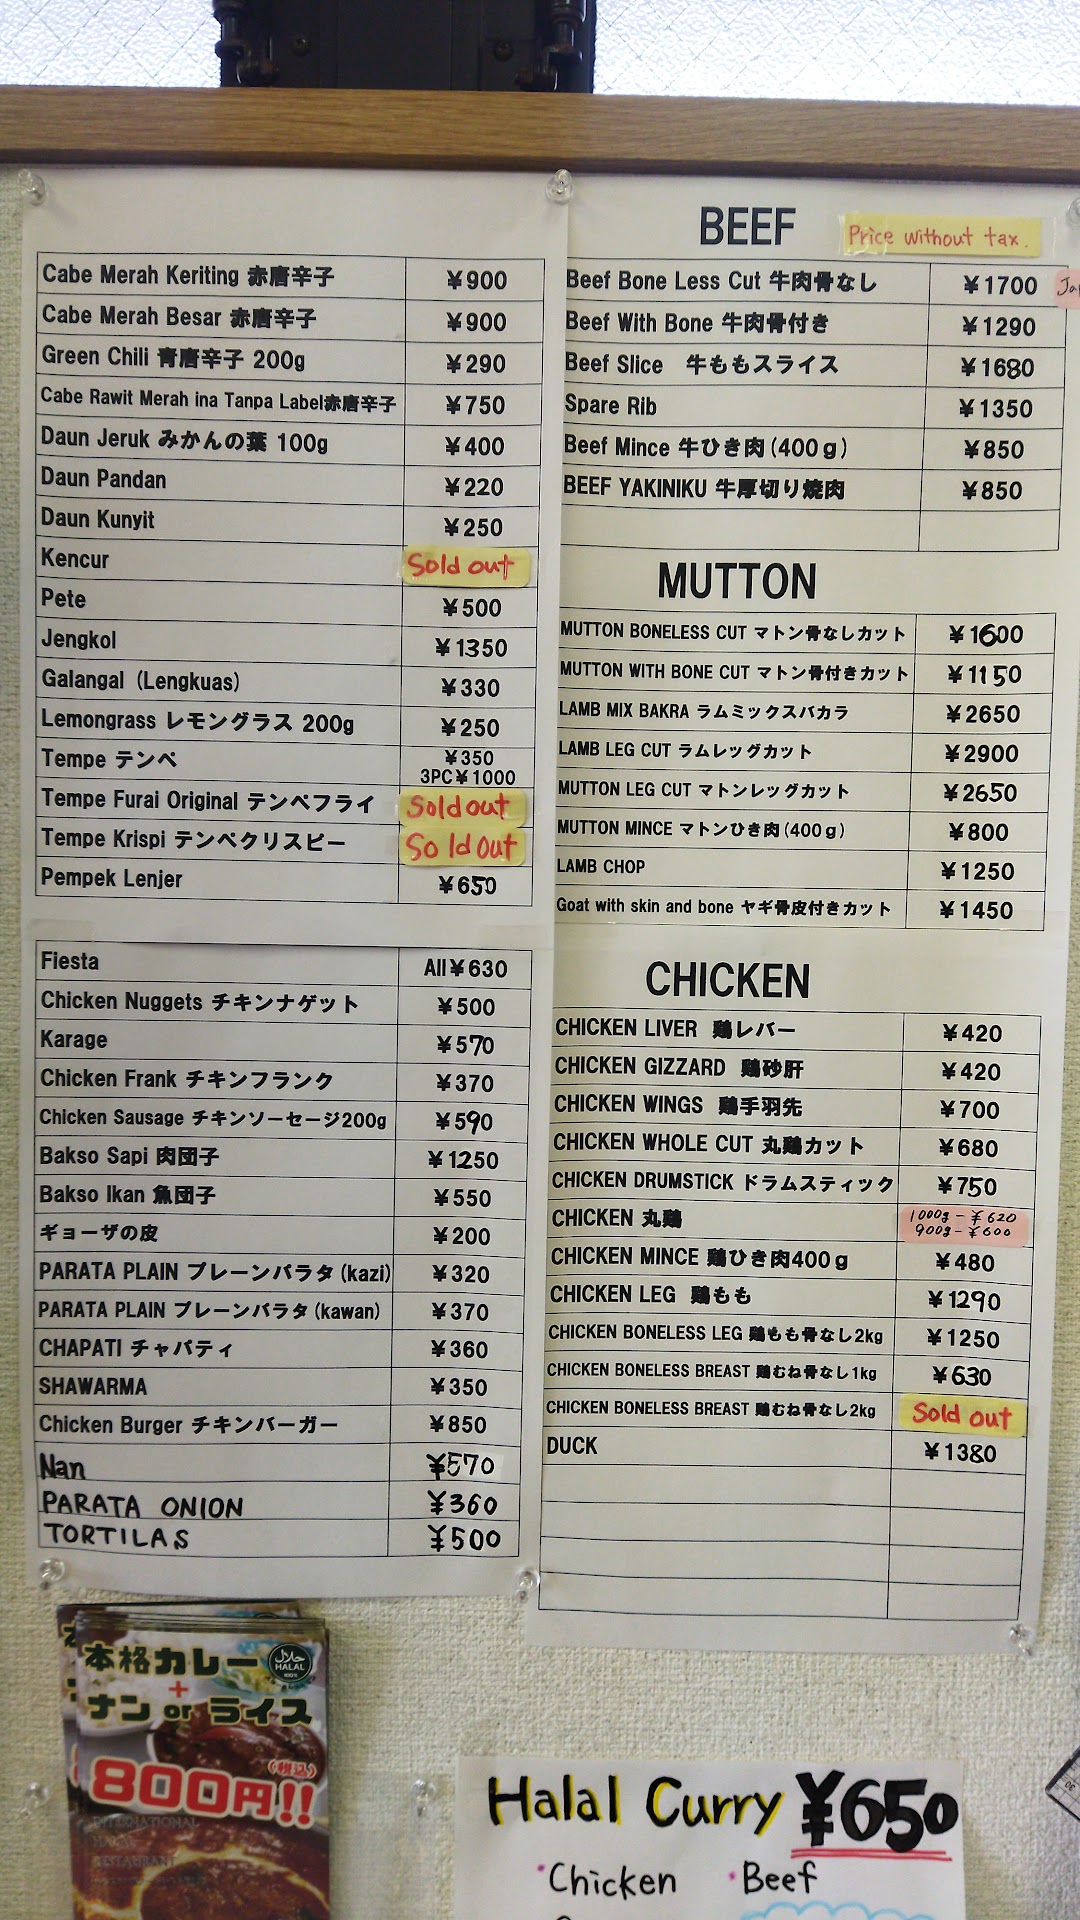 Cabe Merah Keriting 赤唐辛子 ¥900
Cabe Merah Besar 赤唐辛子 ¥900
Green Chili 青唐辛子 200g ¥290
Cabe Rawit Merah ina Tanpa Label赤唐辛子 ¥750
Daun Jeruk みかんの葉 100g ¥400
Daun Pandan ¥220
Daun Kunyit ¥250
Kencur Sold out
Pete ¥500
Jengkol ¥1350
Galangal (Lengkuas) ¥330
Lemongrass レモングラス 200g ¥250
Tempe テンペ ¥350
3PC¥1000
Tempe Furai Original テンペフライ Sold out
Tempe Krispi テンペクリスピー Sold out
Pempek Lenjer ¥650
Fiesta All¥630
Chicken Nuggets チキンナゲット ¥500
Karage ¥570
Chicken Frank チキンフランク ¥370
Chicken Sausage チキンソーセージ200g ¥590
Bakso Sapi 肉団子 ¥1250
Bakso Ikan 魚団子 ¥550
ギョーザの皮 ¥200
PARATA PLAIN プレーンパラタ(kazi) ¥320
PARATA PLAIN プレーンパラタ(kawan) ¥370
CHAPATI チャパティ ¥360
SHAWARMA ¥350
Chicken Burger チキンバーガー ¥850
Nan ¥570
PARATA ONION ¥360
TORTILAS ¥500
BEEF Price without tax.
Beef Bone Less Cut 牛肉骨なし ¥1700
Beef With Bone 牛肉骨付き ¥1290
Beef Slice 牛ももスライス ¥1680
Spare Rib ¥1350
Beef Mince 牛ひき肉(400g) ¥850
BEEF YAKINIKU 牛厚切り焼肉 ¥850
MUTTON
MUTTON BONELESS CUT マトン骨なしカット ¥1600
MUTTON WITH BONE CUT マトン骨付きカット ¥1150
LAMB MIX BAKRA ラムミックスバカラ ¥2650
LAMB LEG CUT ラムレッグカット ¥2900
MUTTON LEG CUT マトンレッグカット ¥2650
MUTTON MINCE マトンひき肉(400g) ¥800
LAMB CHOP ¥1250
Goat with skin and bone ヤギ骨皮付きカット ¥1450
CHICKEN
CHICKEN LIVER 鶏レバー ¥420
CHICKEN GIZZARD 鶏砂肝 ¥420
CHICKEN WINGS 鶏手羽先 ¥700
CHICKEN WHOLE CUT 丸鶏カット ¥680
CHICKEN DRUMSTICK ドラムスティック ¥750
CHICKEN 丸鶏 1000g-¥620
900g-¥600
CHICKEN MINCE 鶏ひき肉400g ¥480
CHICKEN LEG 鶏もも ¥1290
CHICKEN BONELESS LEG 鶏もも骨なし2kg ¥1250
CHICKEN BONELESS BREAST 鶏むね骨なし1kg ¥630
CHICKEN BONELESS BREAST 鶏むね骨なし2kg Sold out
DUCK ¥1380
本格カレー
حلال
HALAL
100%
+
ナン or ライス
(税込)
800円!!
INTERNATIONAL
HALAL
RESTAURANT
Halal Curry ¥650
・Chicken ・Beef